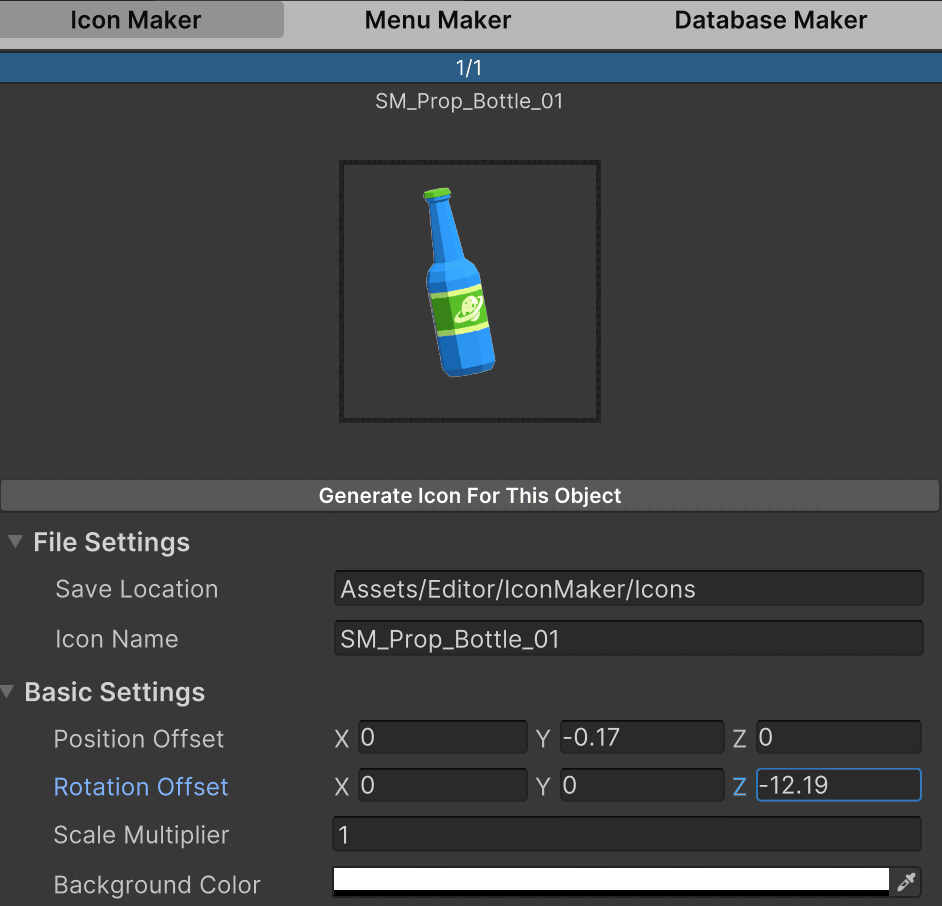 Icon Maker Menu Maker Database Maker
1/1
SM_Prop_Bottle_01
Generate Icon For This Object
File Settings
Save Location Assets/Editor/IconMaker/Icons
Icon Name SM_Prop_Bottle_01
Basic Settings
Position Offset X 0 Y -0.17 Z 0
Rotation Offset X 0 Y 0 Z -12.19
Scale Multiplier 1
Background Color